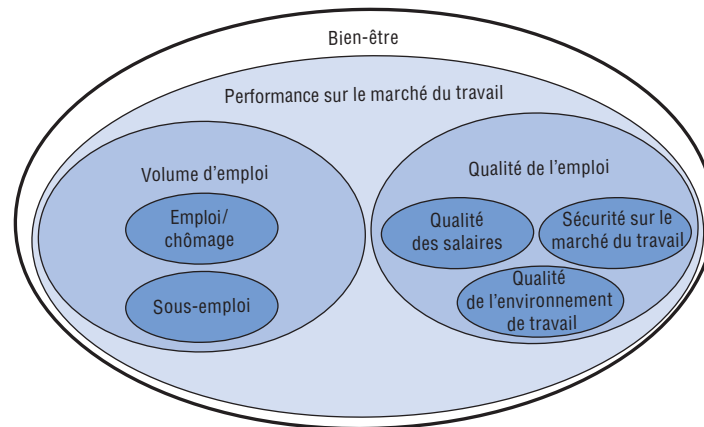 Bien-être
Performance sur le marché du travail
Volume d'emploi
Emploi/
chômage
Sous-emploi
Qualité de l'emploi
Qualité
des salaires
Sécurité sur le
marché du travail
Qualité
de l'environnement
de travail